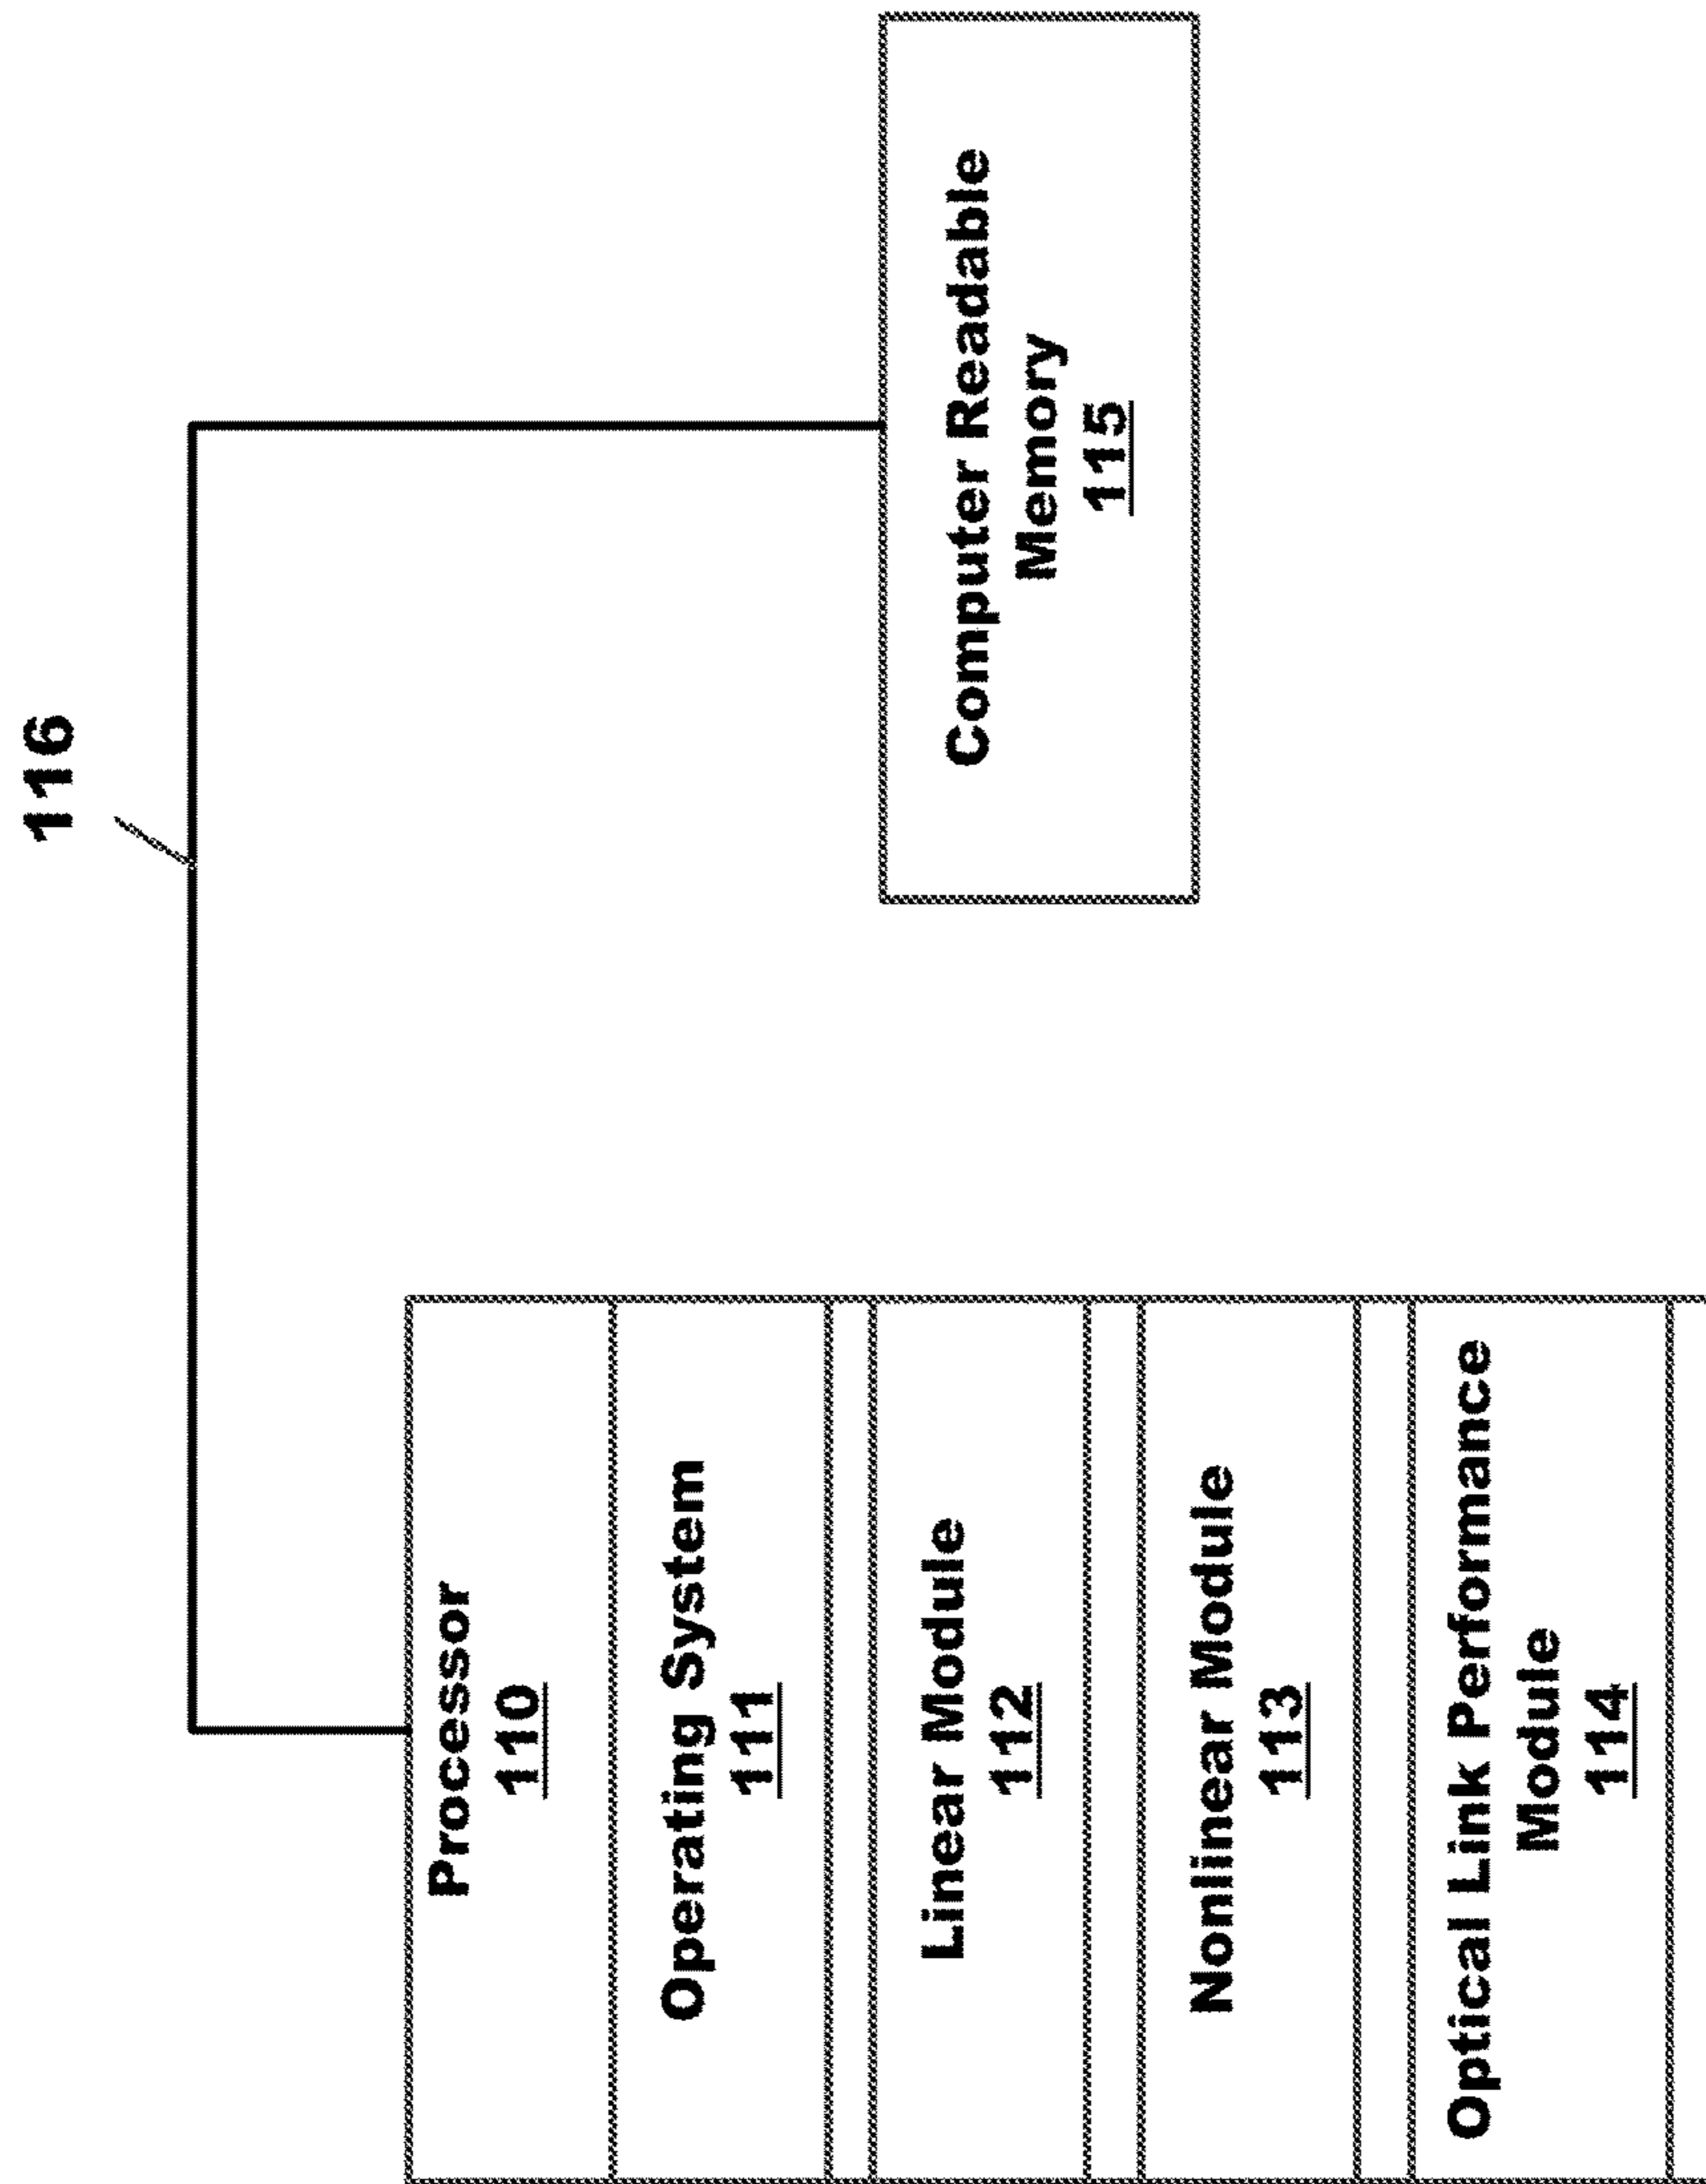 116
Processor
110
Operating System
111
Linear Module
112
Nonlinear Module
113
Optical Link Performance
Module
114
Computer Readable
Memory
115